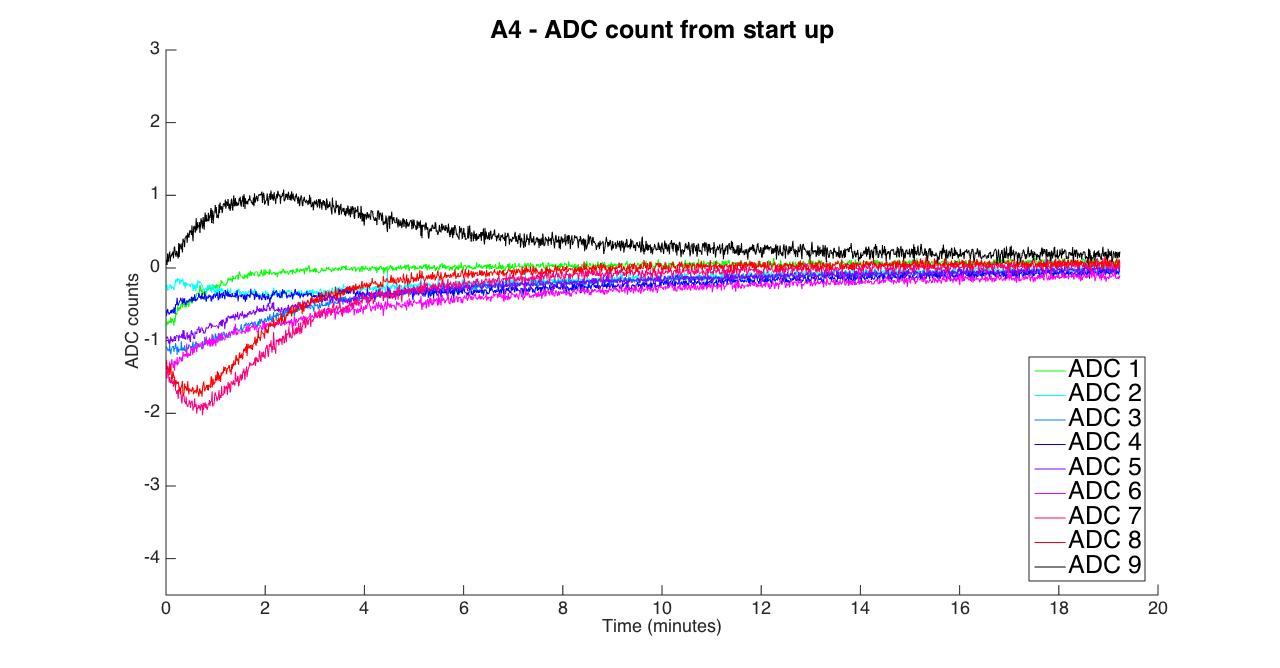 A4 - ADC count from start up
3
2
1
0
-1
-2
-3
-4
ADC counts
0 2 4 6 8 10 12 14 16 18 20
Time (minutes)
ADC 1
ADC 2
ADC 3
ADC 4
ADC 5
ADC 6
ADC 7
ADC 8
ADC 9